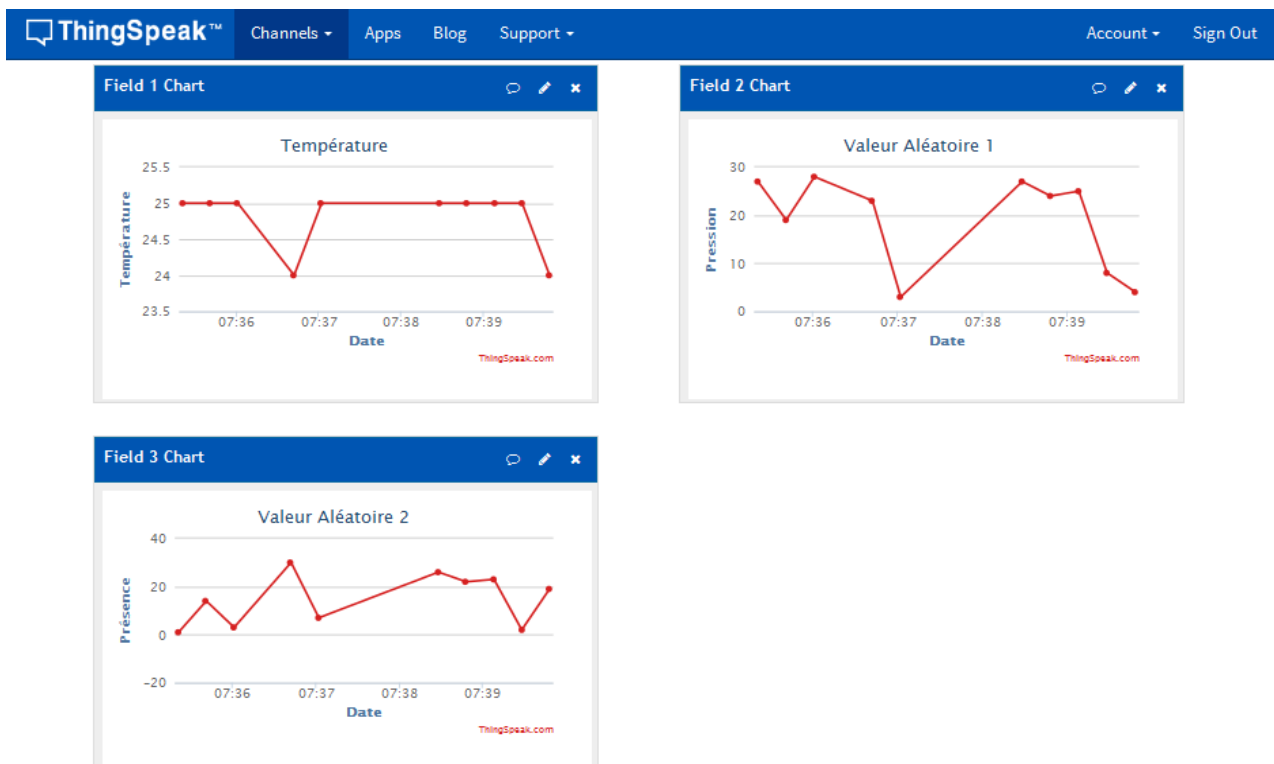 ThingSpeak™ Channels Apps Blog Support Account Sign Out
Field 1 Chart
Température
25.5
25
24.5
24
23.5
Température
07:36 07:37 07:38 07:39
Date
ThingSpeak.com
Field 2 Chart
Valeur Aléatoire 1
30
20
10
0
Pression
07:36 07:37 07:38 07:39
Date
ThingSpeak.com
Field 3 Chart
Valeur Aléatoire 2
40
20
0
-20
Présence
07:36 07:37 07:38 07:39
Date
ThingSpeak.com